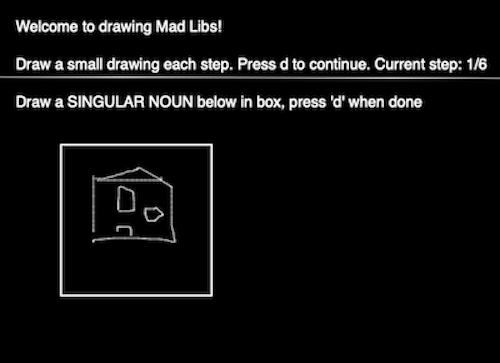 Welcome to drawing Mad Libs!
Draw a small drawing each step. Press d to continue. Current step: 1/6
Draw a SINGULAR NOUN below in box, press 'd' when done